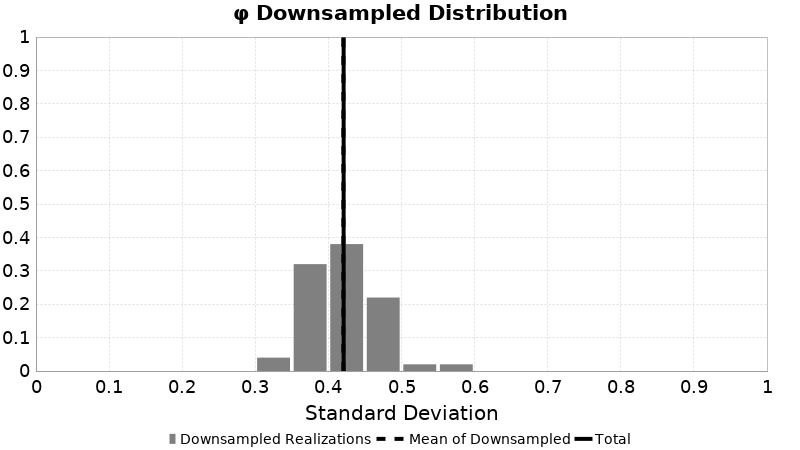 φ Downsampled Distribution
1
0.9
0.8
0.7
0.6
0.5
0.4
0.3
0.2
0.1
0
0 0.1 0.2 0.3 0.4 0.5 0.6 0.7 0.8 0.9 1
Standard Deviation
Downsampled Realizations Mean of Downsampled Total